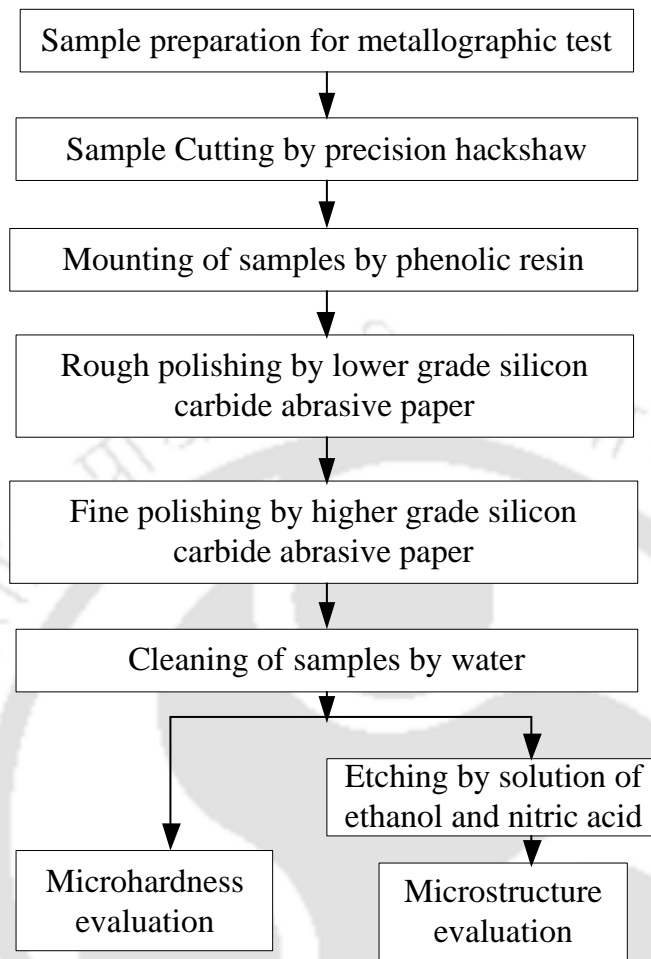 Sample preparation for metallographic test
Sample Cutting by precision hackshaw
Mounting of samples by phenolic resin
Rough polishing by lower grade silicon
carbide abrasive paper
Fine polishing by higher grade silicon
carbide abrasive paper
Cleaning of samples by water
Etching by solution of
ethanol and nitric acid
Microhardness
evaluation
Microstructure
evaluation